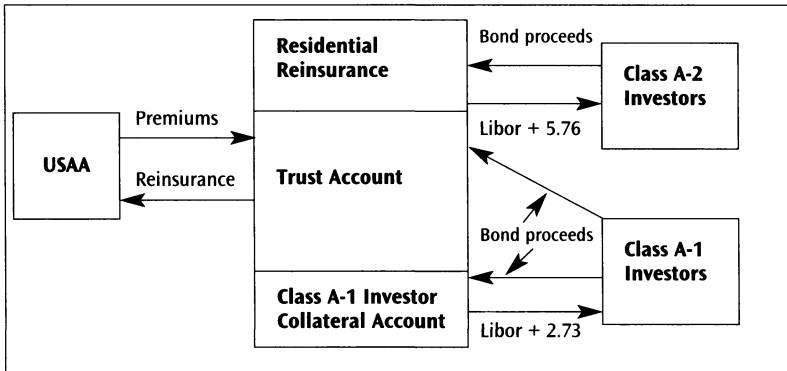 Residential
Reinsurance
Bond proceeds
Class A-2
Investors
Libor + 5.76
Premiums
USAA
Reinsurance
Trust Account
Bond proceeds
Class A-1
Investors
Class A-1 Investor
Collateral Account
Libor + 2.73